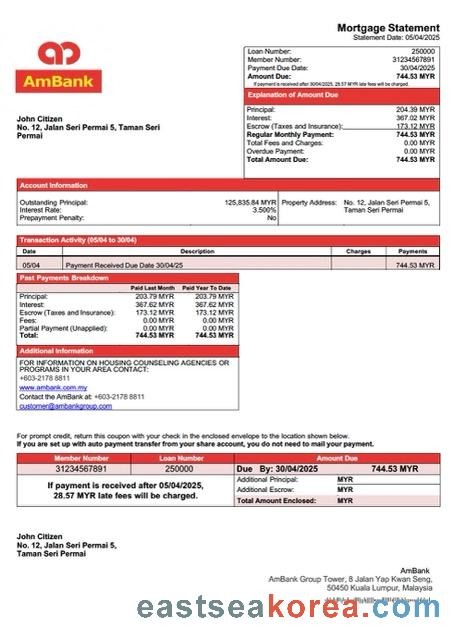 Mortgage Statement
Statement Date: 05/04/2025
AmBank
Loan Number: 250000
Member Number: 31234567891
Payment Due Date: 30/04/2025
Amount Due: 744.53 MYR
If payment is received after 30/04/2025, 28.57 MYR late fees will be charged.
Explanation of Amount Due
Principal: 204.39 MYR
Interest: 367.02 MYR
Escrow (Taxes and Insurance): 173.12 MYR
Regular Monthly Payment: 744.53 MYR
Total Fees and Charges: 0.00 MYR
Overdue Payment: 0.00 MYR
Total Amount Due: 744.53 MYR
John Citizen
No. 12, Jalan Seri Permai 5, Taman Seri
Permai
Account Information
Outstanding Principal: 125,835.84 MYR
Interest Rate: 3.500%
Prepayment Penalty: No
Property Address: No. 12, Jalan Seri Permai 5,
Taman Seri Permai
Transaction Activity (05/04 to 30/04)
Date Description Charges Payments
05/04 Payment Received Due Date 30/04/25 744.53 MYR
Past Payments Breakdown
Paid Last Month Paid Year To Date
Principal: 203.79 MYR 203.79 MYR
Interest: 367.62 MYR 367.62 MYR
Escrow (Taxes and Insurance): 173.12 MYR 173.12 MYR
Fees: 0.00 MYR 0.00 MYR
Partial Payment (Unapplied): 0.00 MYR 0.00 MYR
Total: 744.53 MYR 744.53 MYR
Additional Information
FOR INFORMATION ON HOUSING COUNSELING AGENCIES OR
PROGRAMS IN YOUR AREA CONTACT:
+603-2178 8811
www.ambank.com.my
Contact the AmBank at: +603-2178 8811
customer@ambankgroup.com
For prompt credit, return this coupon with your check in the enclosed envelope to the location shown below.
If you are set up with auto payment transfer from your share account, you do not need to mail your payment.
Member Number Loan Number Amount Due
31234567891 250000 Due By: 30/04/2025 744.53 MYR
If payment is received after 05/04/2025,
28.57 MYR late fees will be charged.
Additional Principal: MYR
Additional Escrow: MYR
Total Amount Enclosed: MYR
John Citizen
No. 12, Jalan Seri Permai 5,
Taman Seri Permai
AmBank
AmBank Group Tower, 8 Jalan Yap Kwan Seng,
50450 Kuala Lumpur, Malaysia
eastseakorea.com